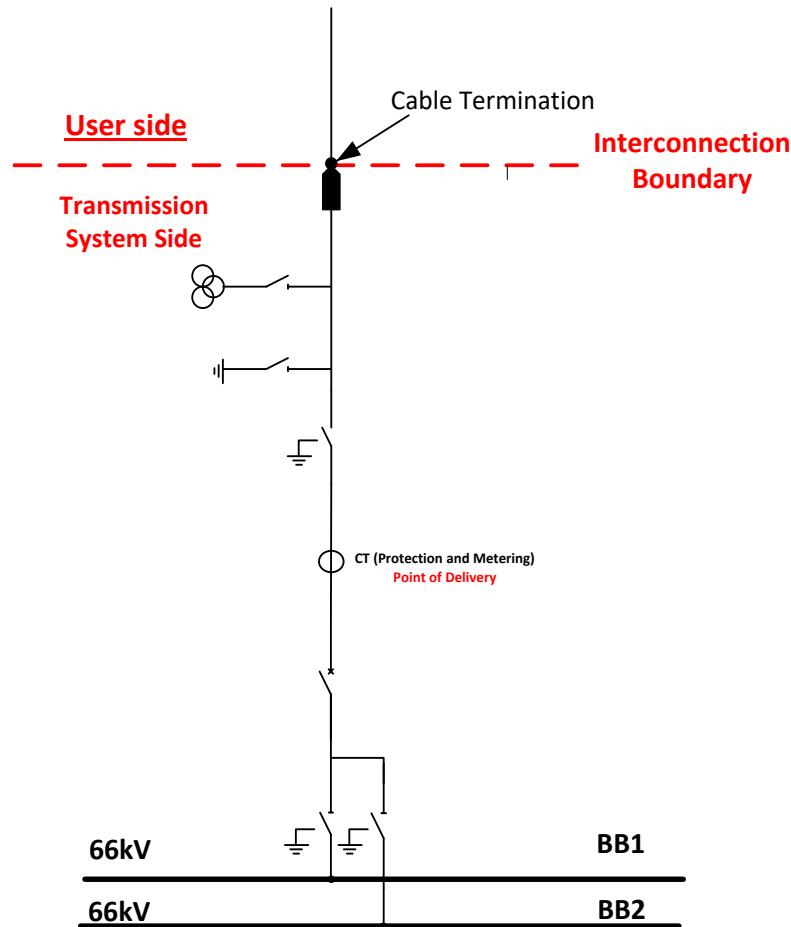 Cable Termination
User side
Interconnection
Boundary
Transmission
System Side
CT (Protection and Metering)
Point of Delivery
66kV
BB1
66kV
BB2